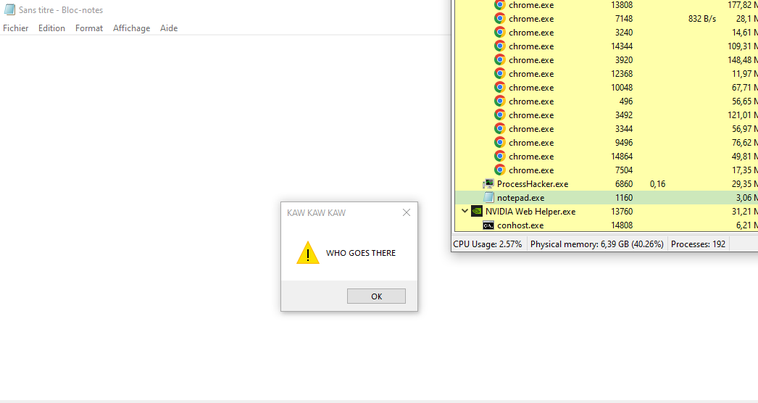 Sans titre - Bloc-notes
Fichier Edition Format Affichage Aide
chrome.exe 13808 177,82 M
chrome.exe 7148 832 B/s 28,1 M
chrome.exe 3240 14,61 M
chrome.exe 14344 109,31 M
chrome.exe 3920 148,48 M
chrome.exe 12368 11,97 M
chrome.exe 10048 67,71 M
chrome.exe 496 56,65 M
chrome.exe 3492 121,01 M
chrome.exe 3344 56,97 M
chrome.exe 9496 76,62 M
chrome.exe 14864 49,81 M
chrome.exe 7504 17,35 M
ProcessHacker.exe 6860 0,16 29,35 M
notepad.exe 1160 3,06 M
NVIDIA Web Helper.exe 13760 31,21 M
conhost.exe 14808 6,21 M
CPU Usage: 2.57% Physical memory: 6,39 GB (40.26%) Processes: 192
KAW KAW KAW
WHO GOES THERE
OK